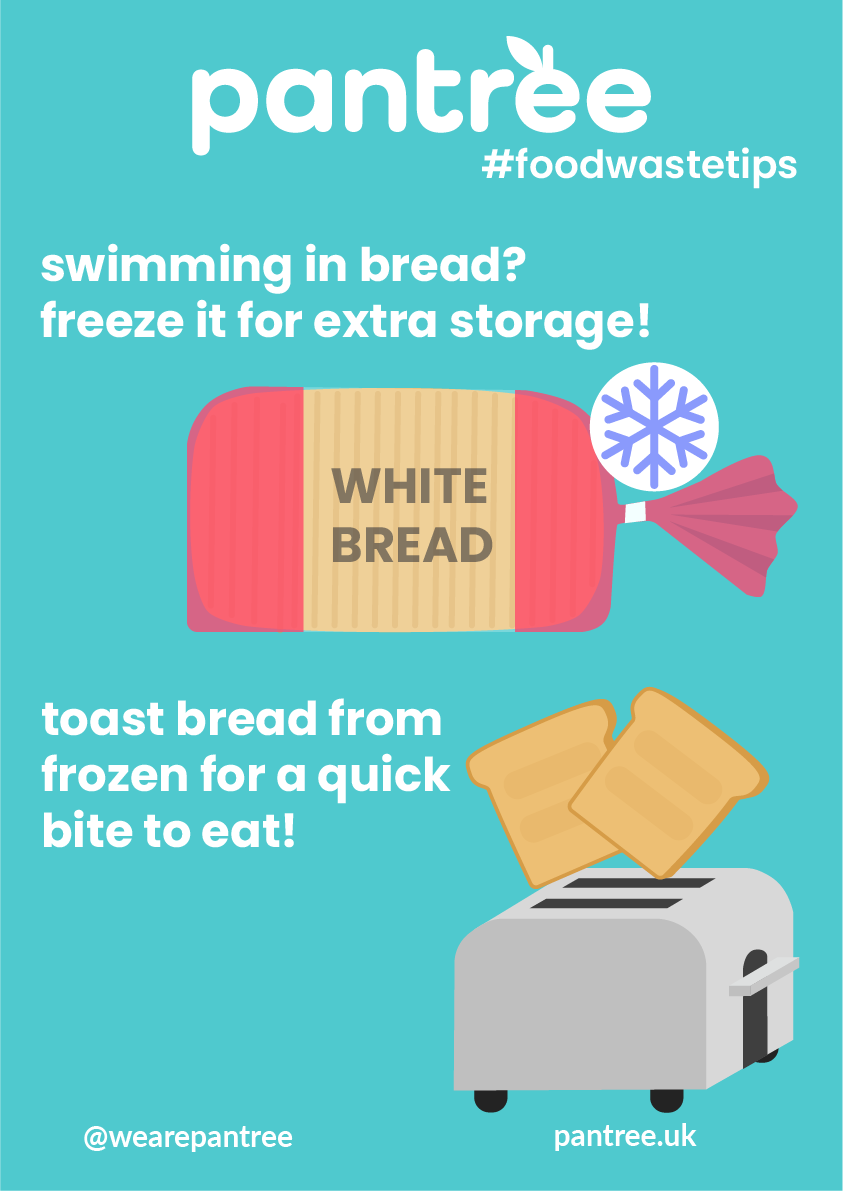 pantree
#foodwastetips
swimming in bread?
freeze it for extra storage!
WHITE
BREAD
toast bread from
frozen for a quick
bite to eat!
@wearepantree
pantree.uk